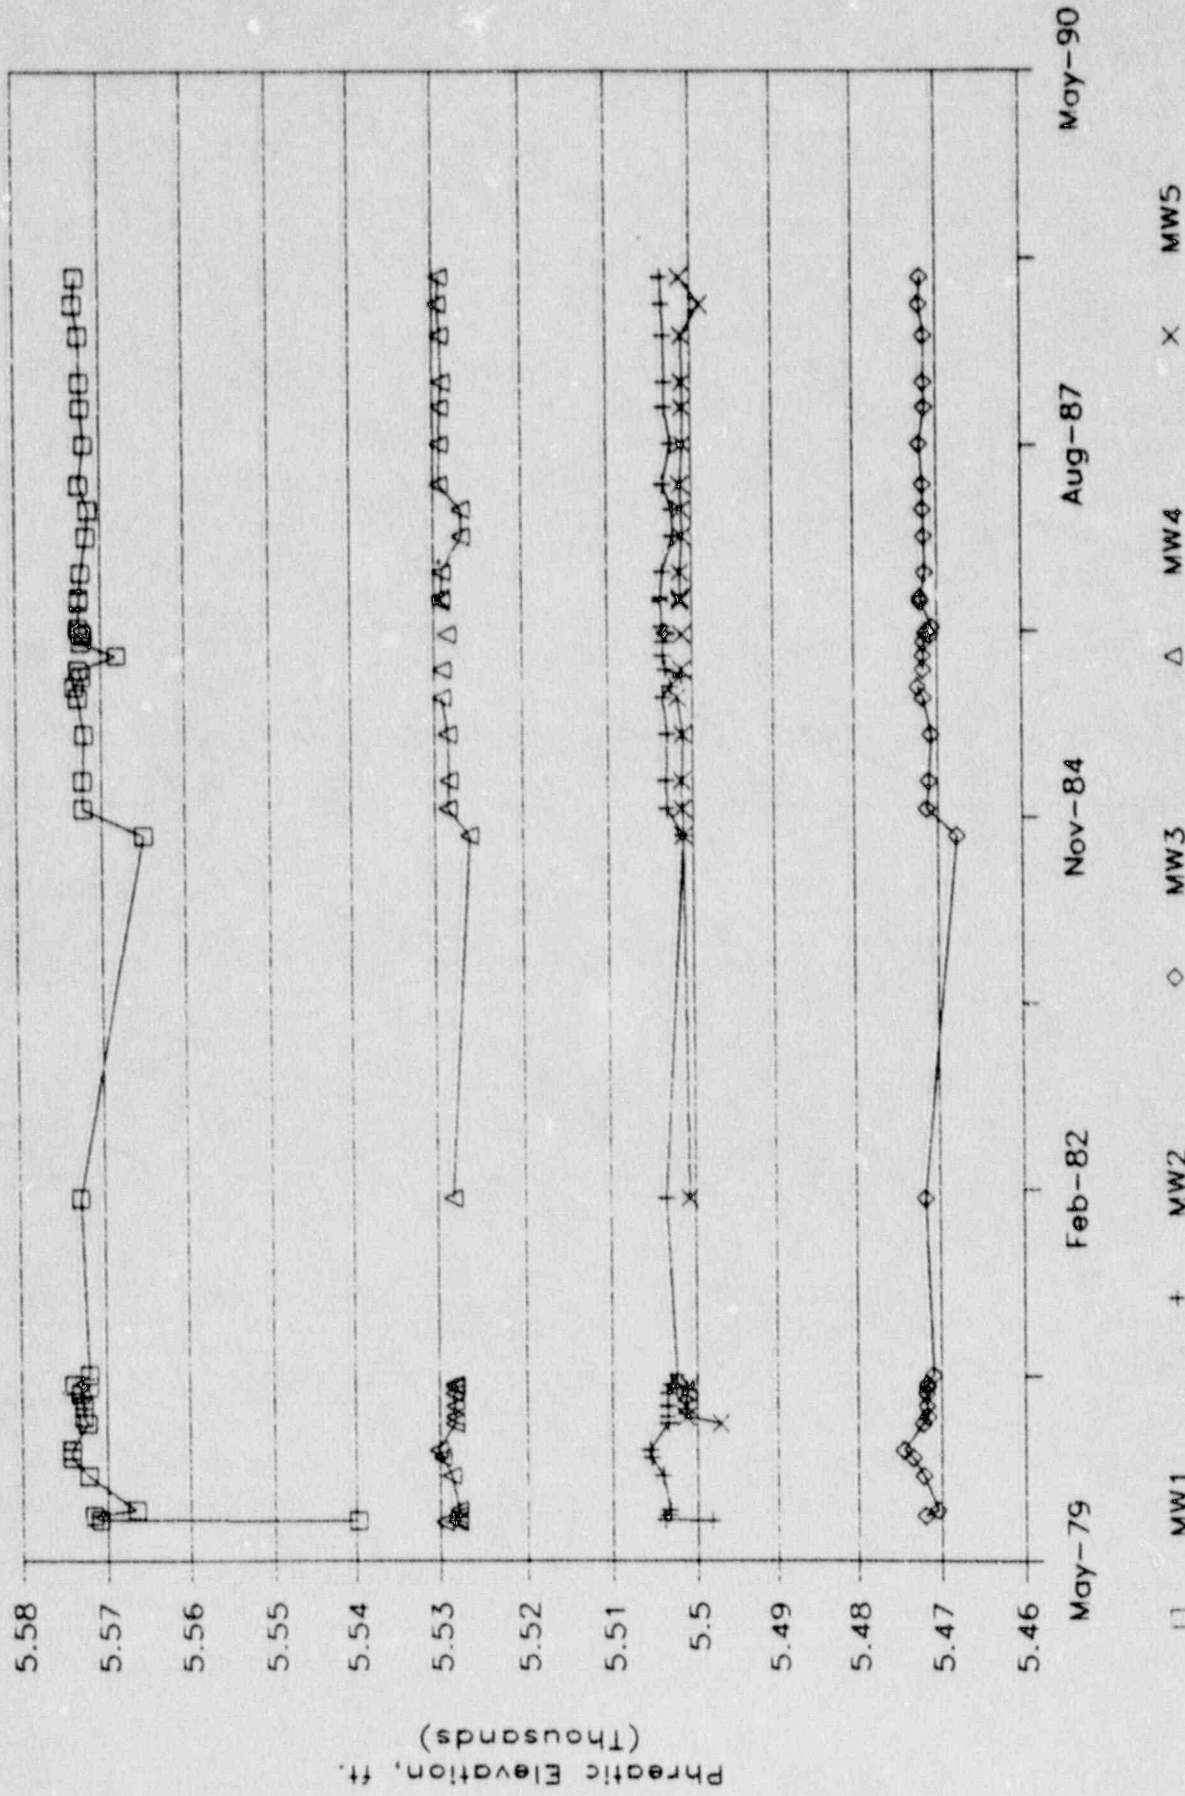 Phreatic Elevation, ft.
(Thousands)
5.58
5.57
5.56
5.55
5.54
5.53
5.52
5.51
5.5
5.49
5.48
5.47
5.46
May-79
Feb-82
Nov-84
Aug-87
May-90
□ MW1 + MW2 ◇ MW3 △ MW4 × MW5